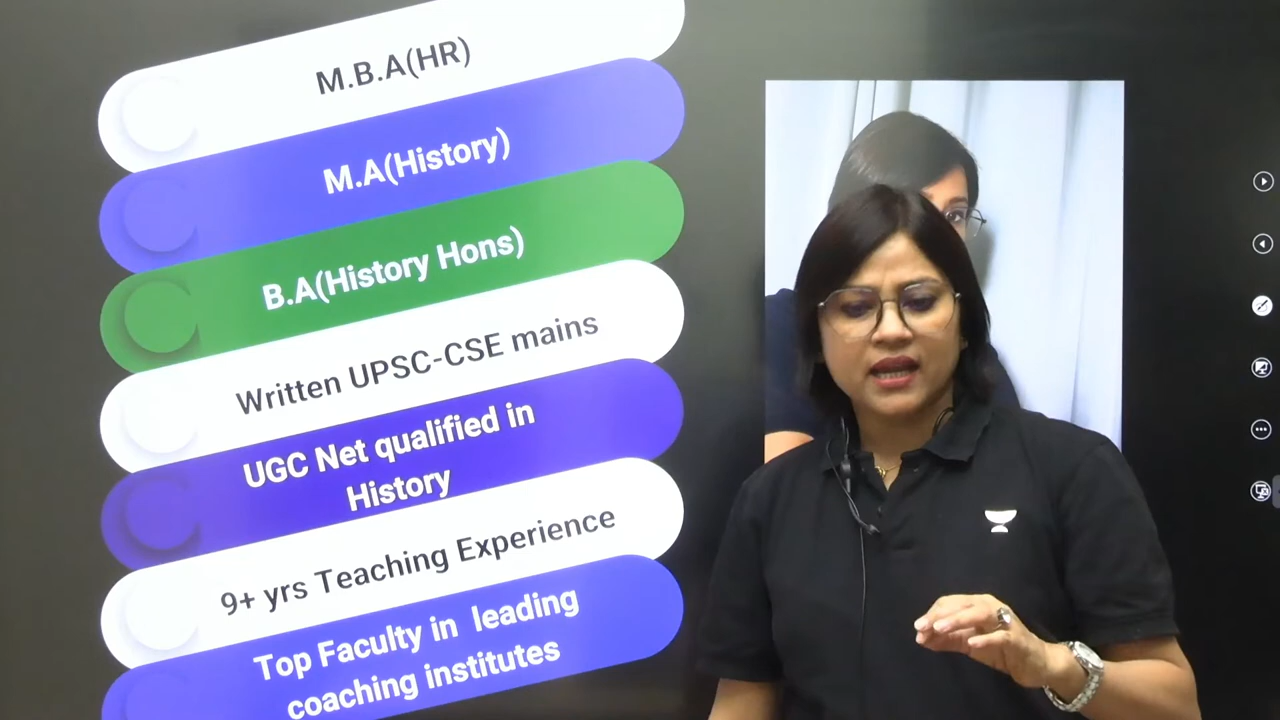 M.B.A(HR)
M.A(History)
B.A(History Hons)
Written UPSC-CSE mains
UGC Net qualified in
History
9+ yrs Teaching Experience
Top Faculty in leading
coaching institutes